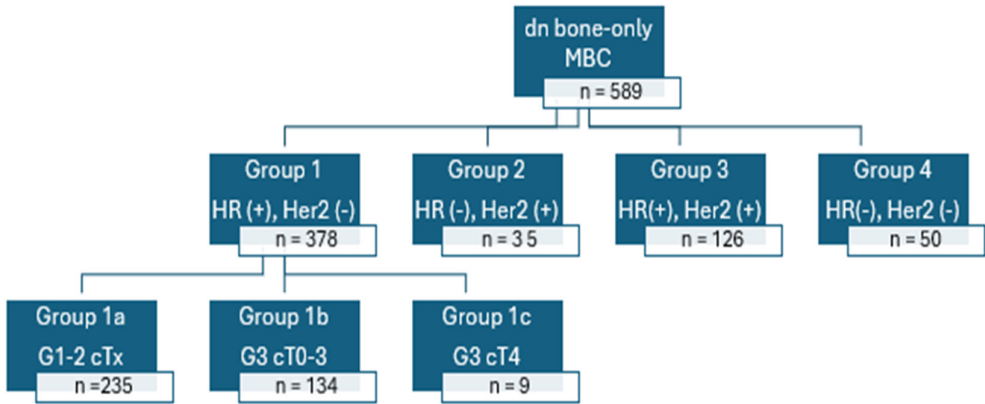 dn bone-only
MBC
n = 589
Group 1
HR (+), Her2 (-)
n = 378
Group 2
HR (-), Her2 (+)
n = 3 5
Group 3
HR(+), Her2 (+)
n = 126
Group 4
HR(-), Her2 (-)
n = 50
Group 1a
G1-2 cTx
n =235
Group 1b
G3 cT0-3
n = 134
Group 1c
G3 cT4
n = 9